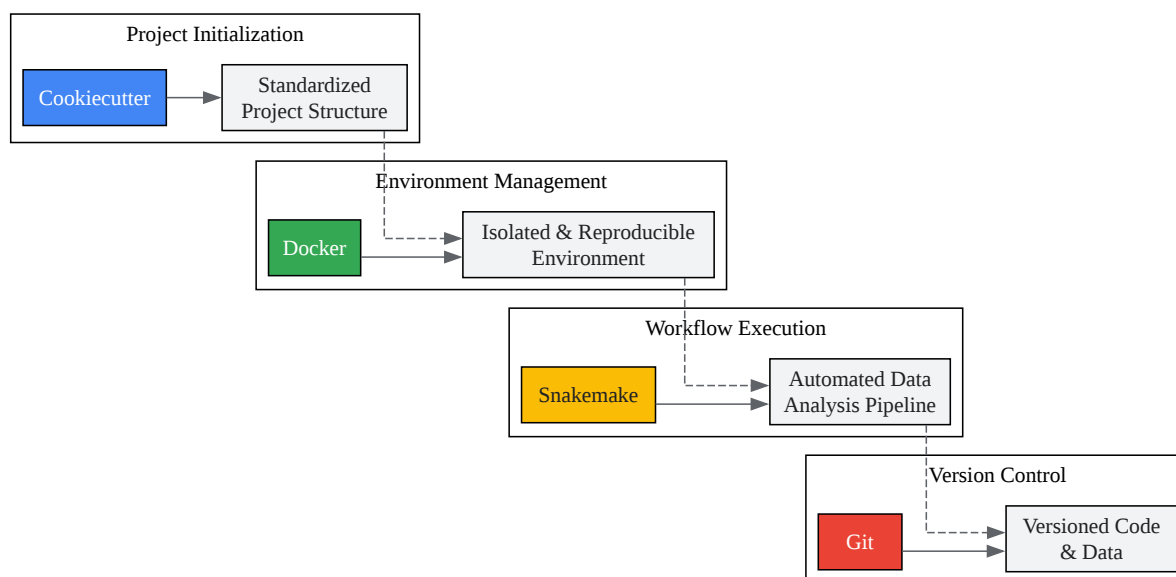 Project Initialization
Cookiecutter
Standardized
Project Structure
Environment Management
Docker
Isolated & Reproducible
Environment
Workflow Execution
Snakemake
Automated Data
Analysis Pipeline
Version Control
Git
Versioned Code
& Data